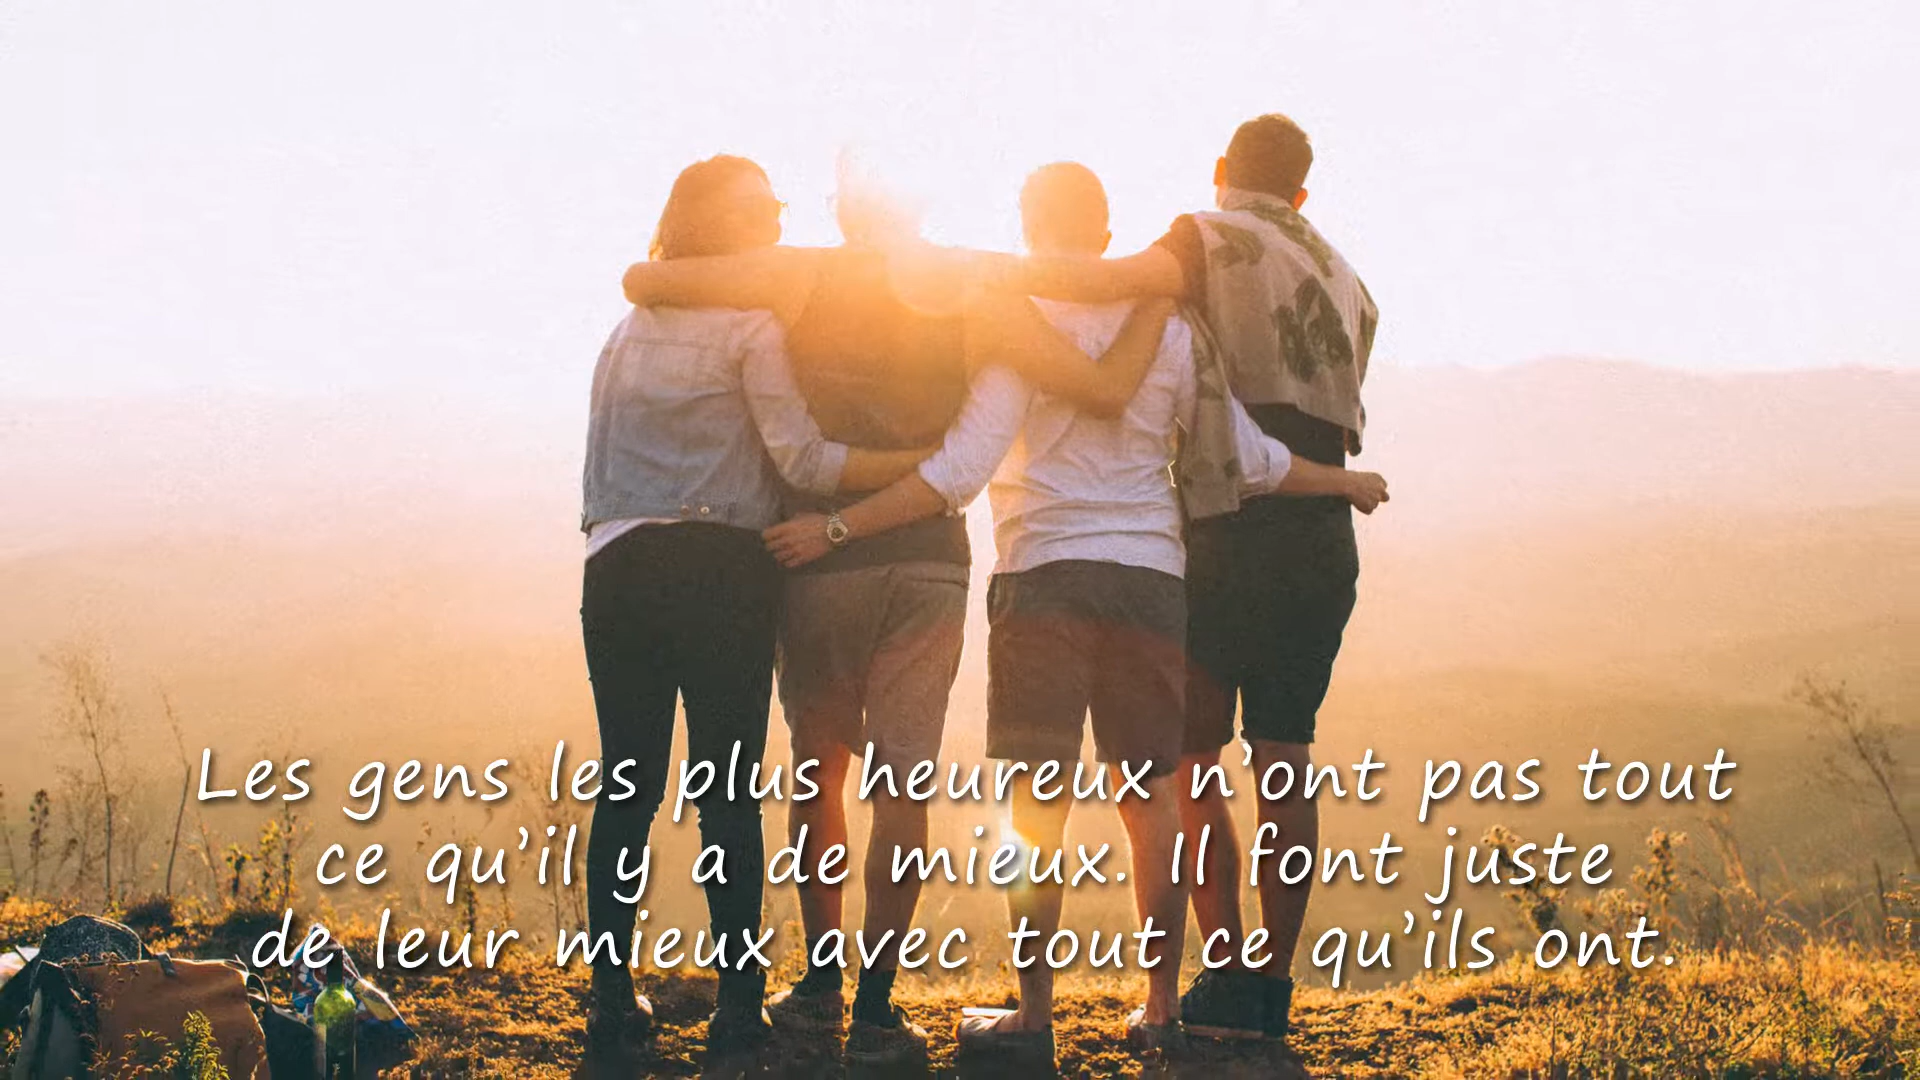 Les gens les plus heureux n’ont pas tout
ce qu’il y a de mieux. Il font juste
de leur mieux avec tout ce qu’ils ont.